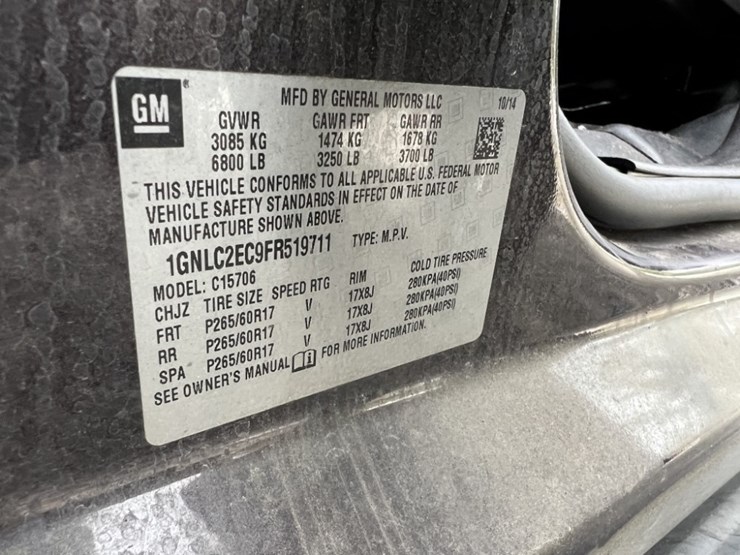 GM ®
MFD BY GENERAL MOTORS LLC 10/14
GVWR GAWR FRT GAWR RR
3085 KG 1474 KG 1678 KG
6800 LB 3250 LB 3700 LB
THIS VEHICLE CONFORMS TO ALL APPLICABLE U.S. FEDERAL MOTOR
VEHICLE SAFETY STANDARDS IN EFFECT ON THE DATE OF
MANUFACTURE SHOWN ABOVE.
1GNLC2EC9FR519711 TYPE: M.P.V.
MODEL: C15706
CHJZ TIRE SIZE SPEED RTG RIM COLD TIRE PRESSURE
FRT P265/60R17 V 17X8J 280KPA(40PSI)
RR P265/60R17 V 17X8J 280KPA(40PSI)
SPA P265/60R17 V 17X8J 280KPA(40PSI)
SEE OWNER'S MANUAL FOR MORE INFORMATION.